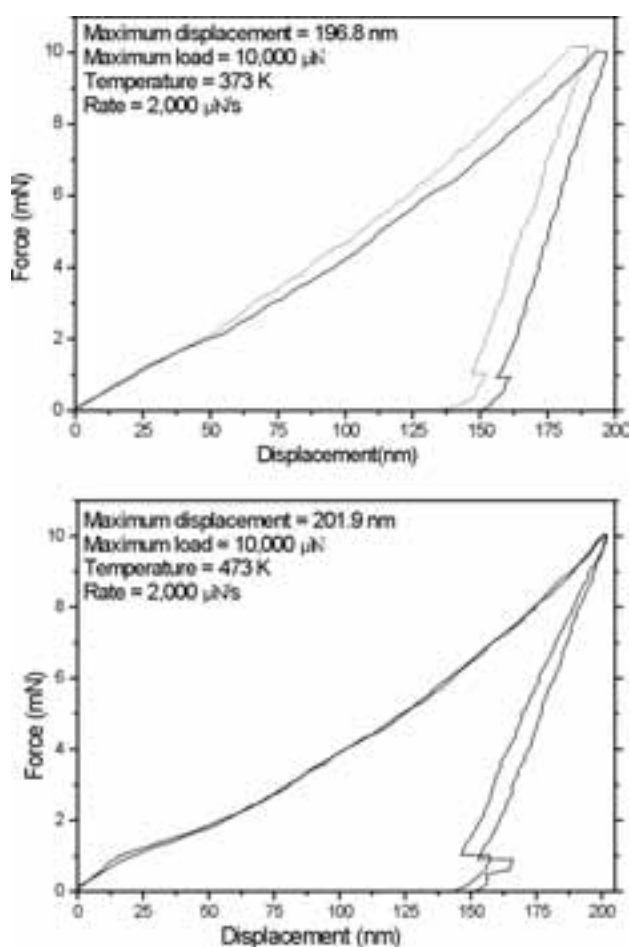 Maximum displacement = 196.8 nm
Maximum load = 10,000 μN
Temperature = 373 K
Rate = 2,000 μN/s
10
8
6
4
2
0
Force (mN)
0 25 50 75 100 125 150 175 200
Displacement(nm)
Maximum displacement = 201.9 nm
Maximum load = 10,000 μN
Temperature = 473 K
Rate = 2,000 μN/s
10
8
6
4
2
0
Force (mN)
0 25 50 75 100 125 150 175 200
Displacement (nm)